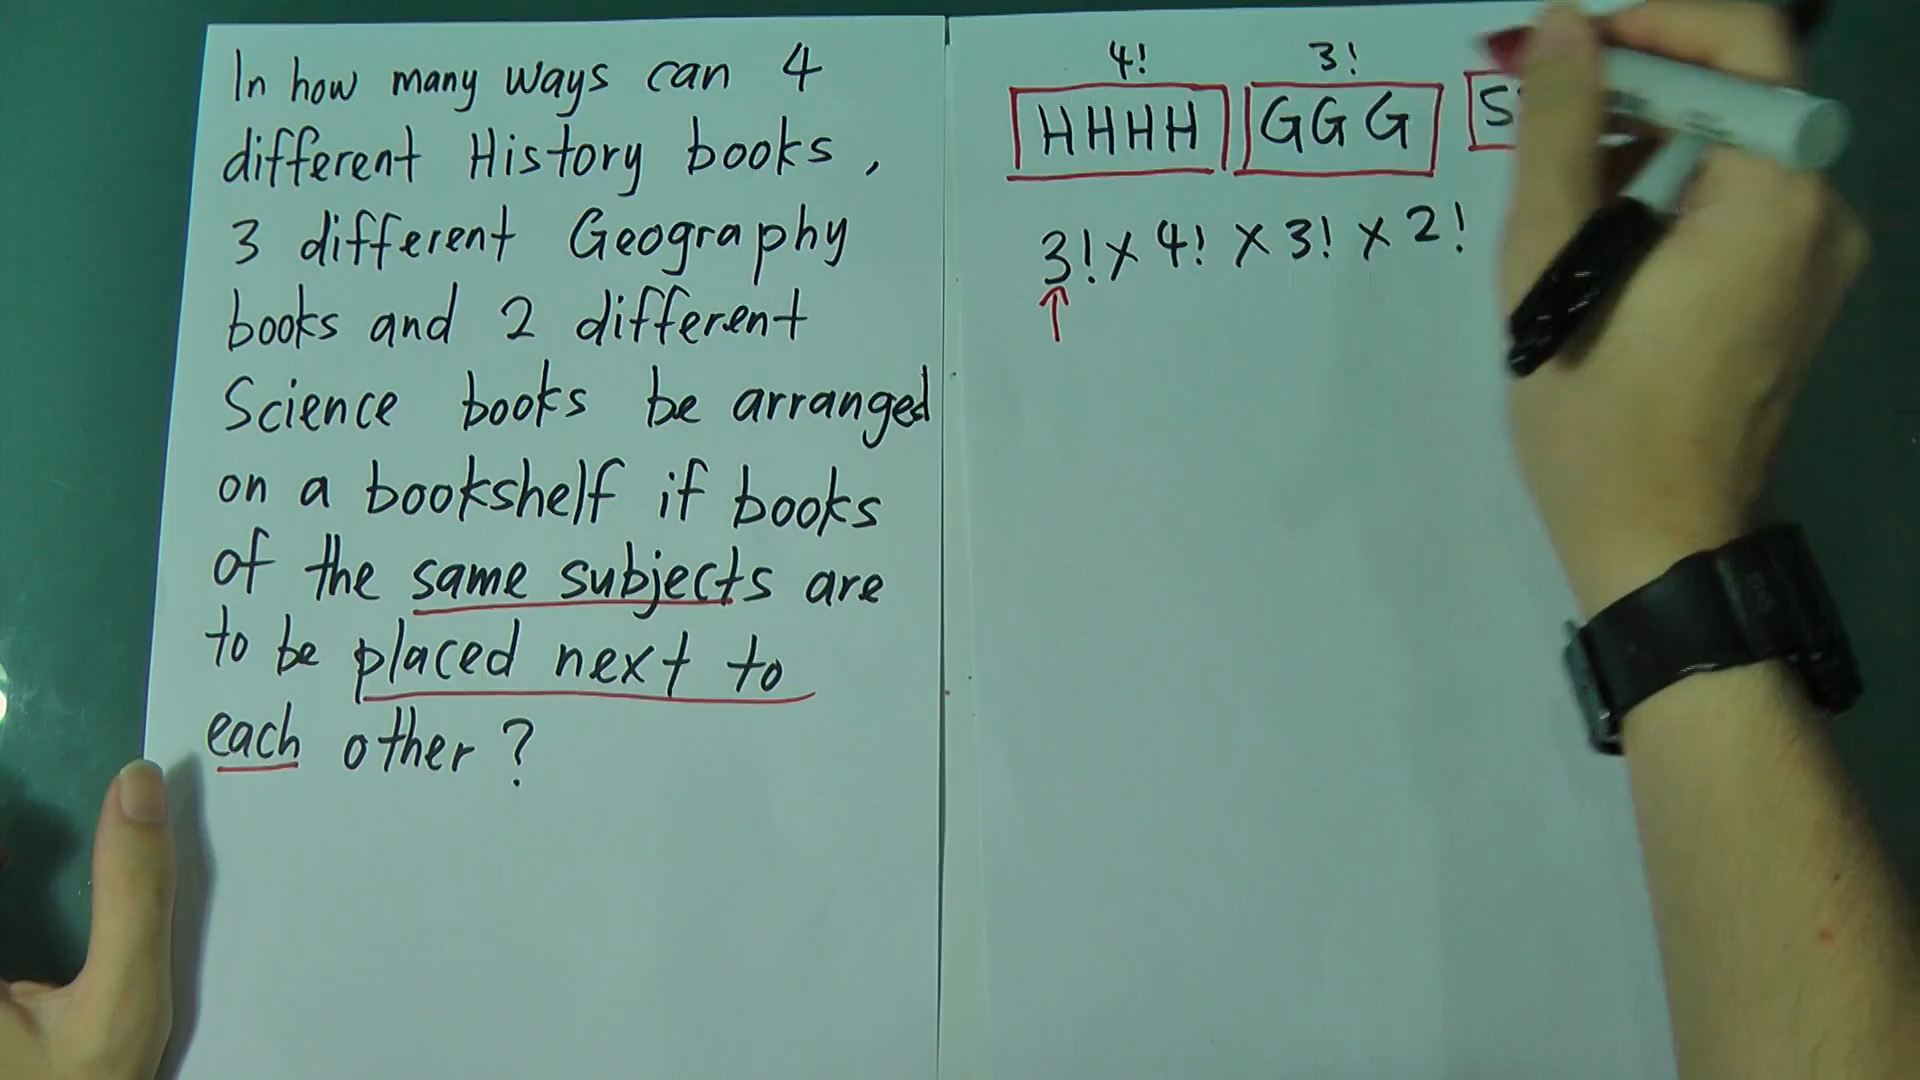 In how many ways can 4
different History books,
3 different Geography
books and 2 different
Science books be arranged
on a bookshelf if books
of the same subjects are
to be placed next to
each other?
4! 3!
HHHH GGG S
3! x 4! x 3! x 2!